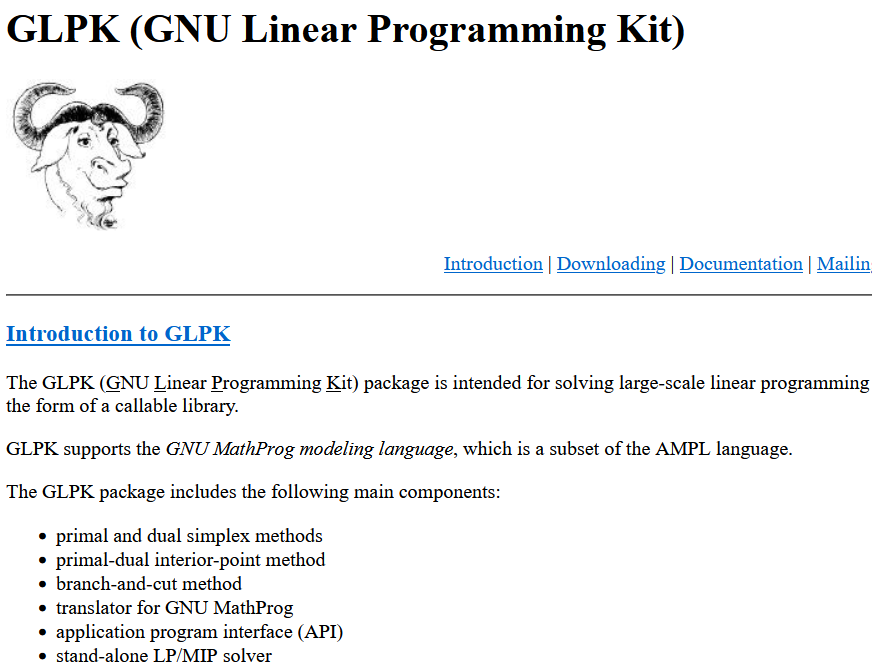 GLPK (GNU Linear Programming Kit)
Introduction | Downloading | Documentation | Mailing
Introduction to GLPK
The GLPK (GNU Linear Programming Kit) package is intended for solving large-scale linear programming
the form of a callable library.
GLPK supports the GNU MathProg modeling language, which is a subset of the AMPL language.
The GLPK package includes the following main components:
• primal and dual simplex methods
• primal-dual interior-point method
• branch-and-cut method
• translator for GNU MathProg
• application program interface (API)
• stand-alone LP/MIP solver